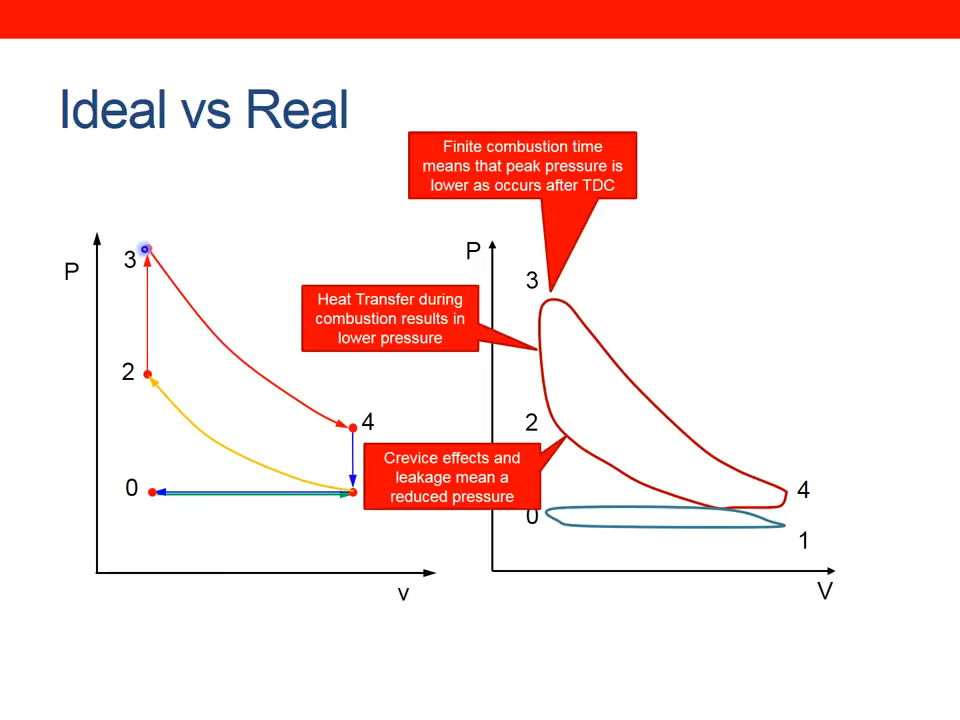 Ideal vs Real
Finite combustion time
means that peak pressure is
lower as occurs after TDC
P
3
2
4
0
v
P
3
Heat Transfer during
combustion results in
lower pressure
2
Crevice effects and
leakage mean a
reduced pressure
4
0
1
V